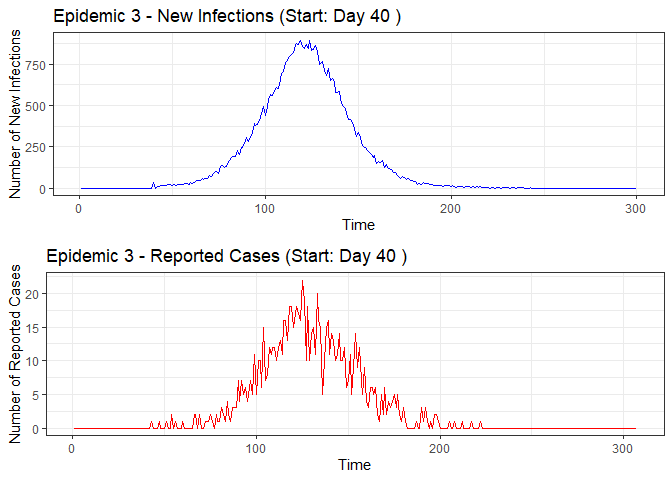 Epidemic 3 - New Infections (Start: Day 40 )
Number of New Infections
750
500
250
0
0 100 200 300
Time
Epidemic 3 - Reported Cases (Start: Day 40 )
Number of Reported Cases
20
15
10
5
0
0 100 200 300
Time